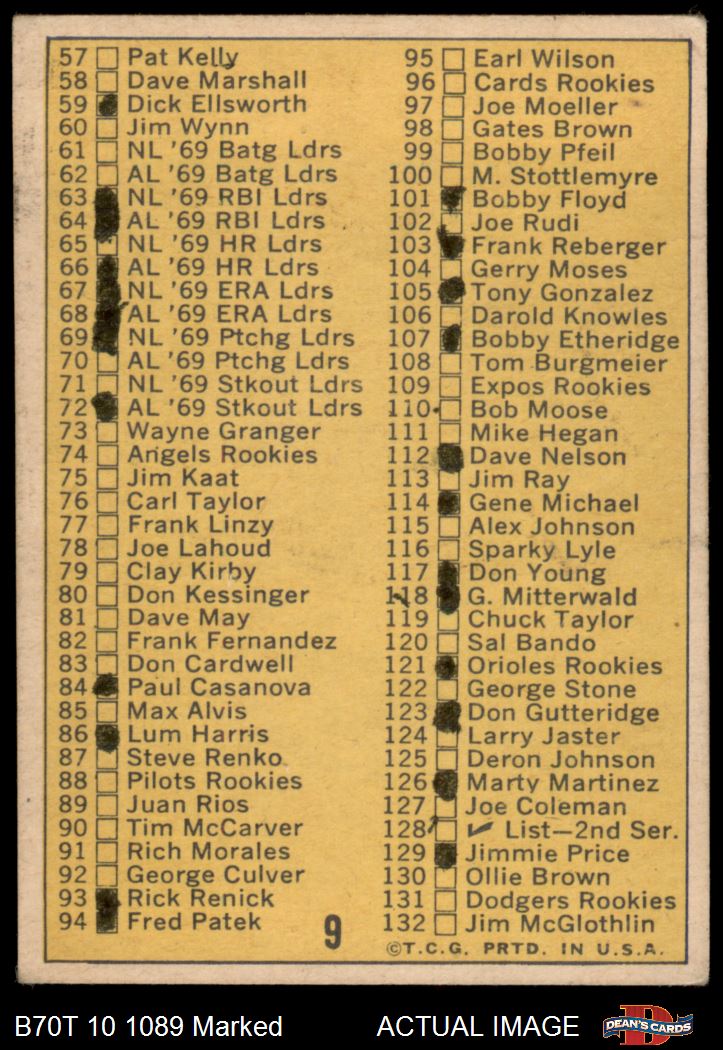 57 Pat Kelly
58 Dave Marshall
59 Dick Ellsworth
60 Jim Wynn
61 NL '69 Batg Ldrs
62 AL '69 Batg Ldrs
63 NL '69 RBI Ldrs
64 AL '69 RBI Ldrs
65 NL '69 HR Ldrs
66 AL '69 HR Ldrs
67 NL '69 ERA Ldrs
68 AL '69 ERA Ldrs
69 NL '69 Ptchg Ldrs
70 AL '69 Ptchg Ldrs
71 NL '69 Stkout Ldrs
72 AL '69 Stkout Ldrs
73 Wayne Granger
74 Angels Rookies
75 Jim Kaat
76 Carl Taylor
77 Frank Linzy
78 Joe Lahoud
79 Clay Kirby
80 Don Kessinger
81 Dave May
82 Frank Fernandez
83 Don Cardwell
84 Paul Casanova
85 Max Alvis
86 Lum Harris
87 Steve Renko
88 Pilots Rookies
89 Juan Rios
90 Tim McCarver
91 Rich Morales
92 George Culver
93 Rick Renick
94 Fred Patek
9
95 Earl Wilson
96 Cards Rookies
97 Joe Moeller
98 Gates Brown
99 Bobby Pfeil
100 M. Stottlemyre
101 Bobby Floyd
102 Joe Rudi
103 Frank Reberger
104 Gerry Moses
105 Tony Gonzalez
106 Darold Knowles
107 Bobby Etheridge
108 Tom Burgmeier
109 Expos Rookies
110 Bob Moose
111 Mike Hegan
112 Dave Nelson
113 Jim Ray
114 Gene Michael
115 Alex Johnson
116 Sparky Lyle
117 Don Young
118 G. Mitterwald
119 Chuck Taylor
120 Sal Bando
121 Orioles Rookies
122 George Stone
123 Don Gutteridge
124 Larry Jaster
125 Deron Johnson
126 Marty Martinez
127 Joe Coleman
128 ✓ List—2nd Ser.
129 Jimmie Price
130 Ollie Brown
131 Dodgers Rookies
132 Jim McGlothlin
©T.C.G. PRTD. IN U.S.A.
B70T 10 1089 Marked
ACTUAL IMAGE
D
DEAN'S CARDS